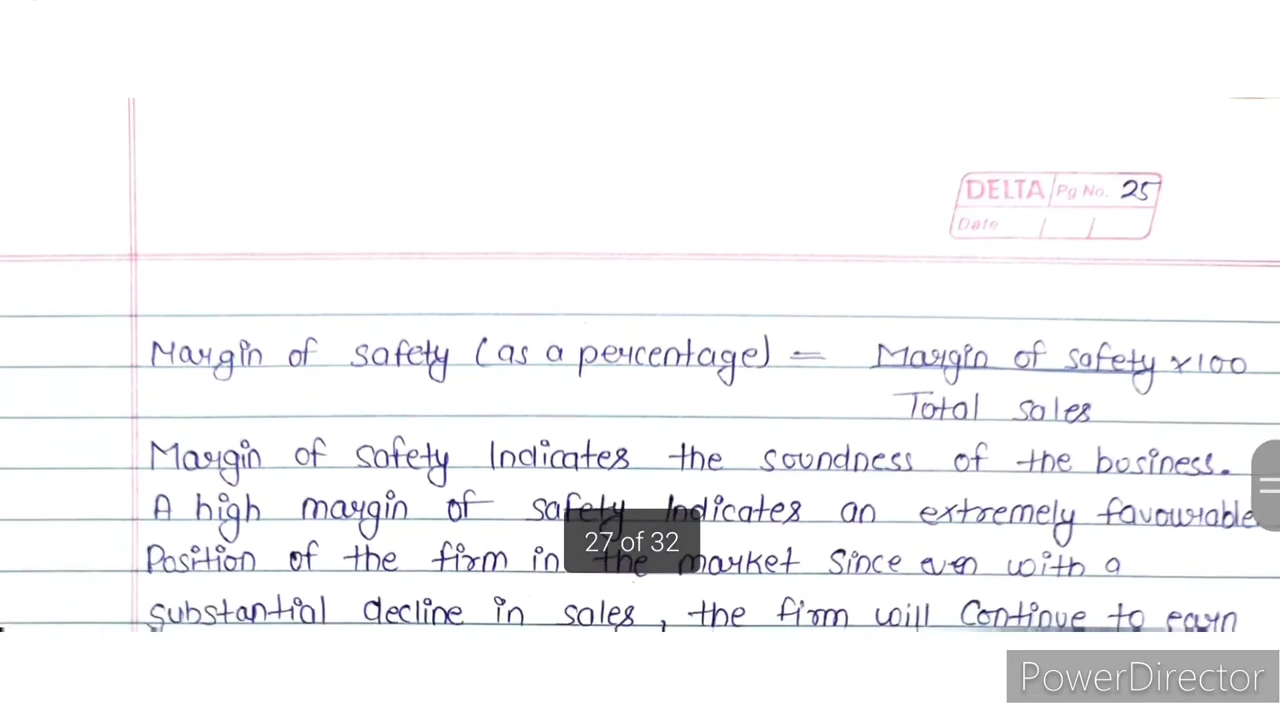 DELTA Pg No. 25
Date
Margin of safety (as a percentage) = Margin of safety ×100
Total sales
Margin of safety Indicates the soundness of the business.
A high margin of safety Indicates an extremely favourable
Position of the firm in the market since even with a
substantial decline in sales, the firm will continue to earn
27 of 32
PowerDirector